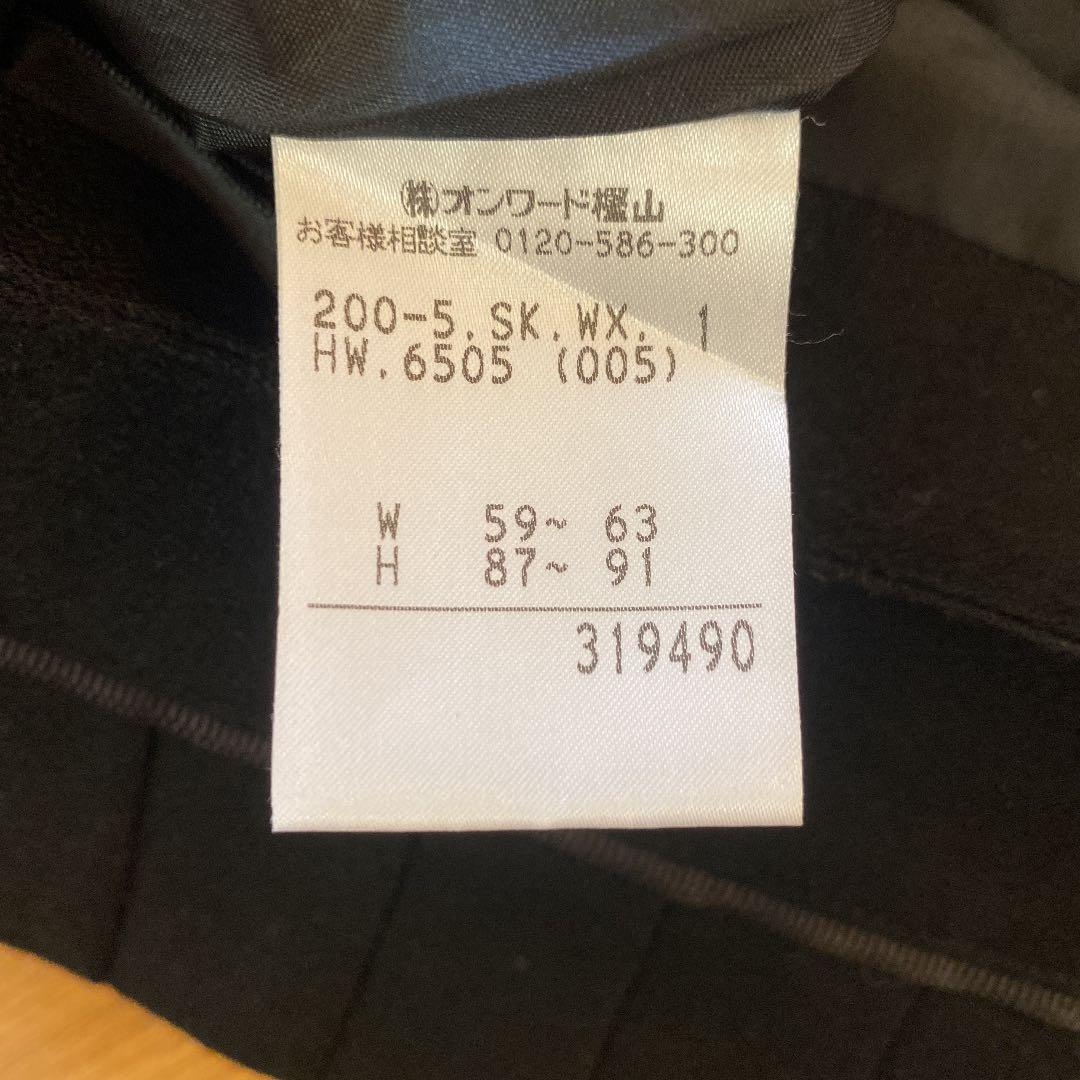 ㈱オンワード樫山
お客様相談室 0120-586-300
200-5.SK.WX. 1
HW.6505 (005)
W 59~ 63
H 87~ 91
319490